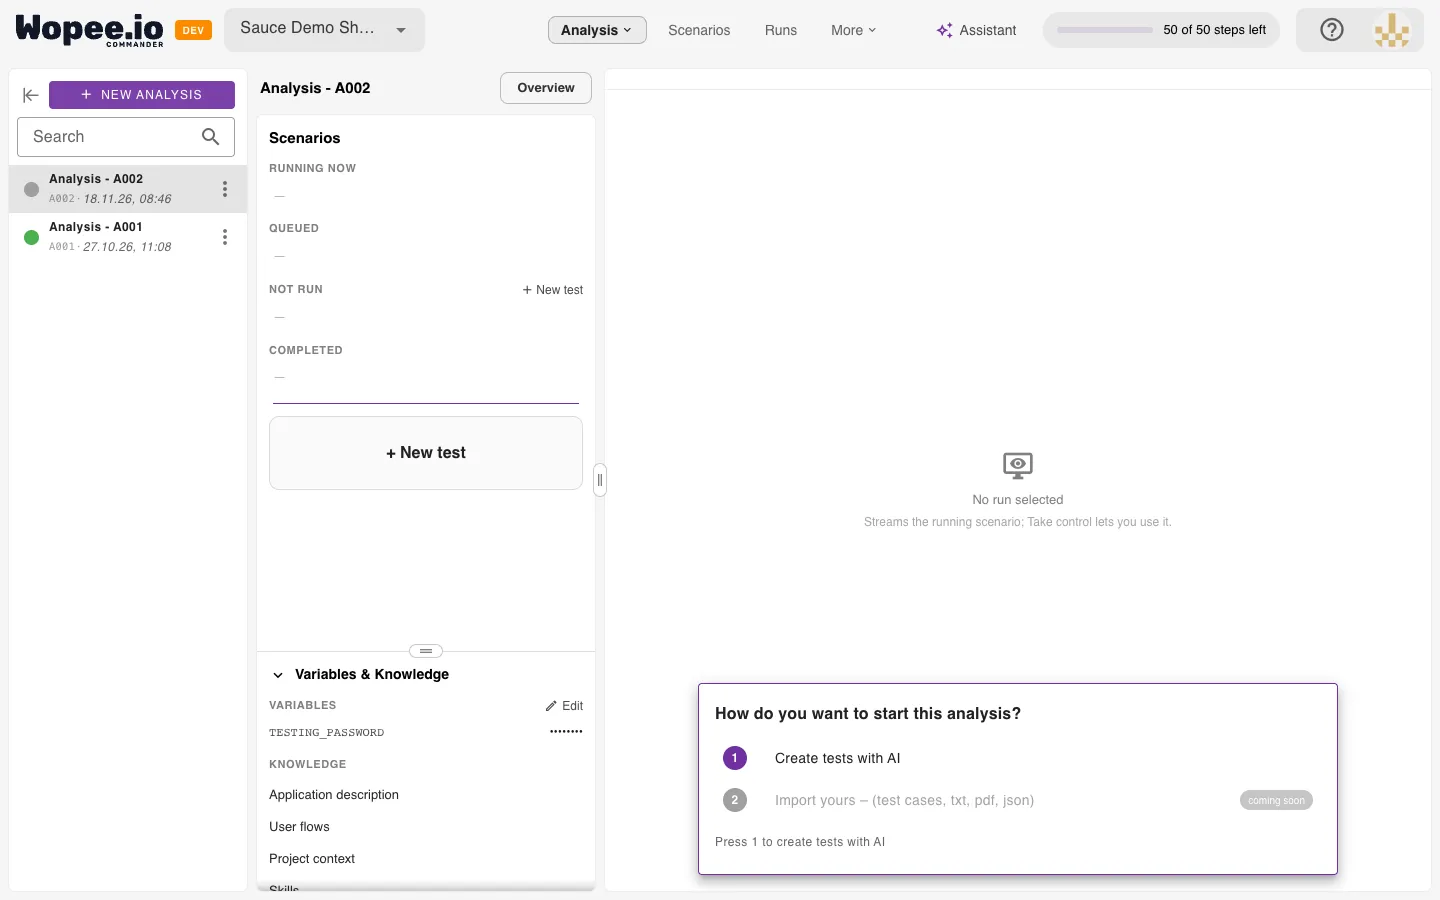 Wopee.io
COMMANDER
DEV
Sauce Demo Sh...
Analysis
Scenarios
Runs
More
Assistant
50 of 50 steps left
+ NEW ANALYSIS
Search
Analysis - A002
A002 · 18.11.26, 08:46
Analysis - A001
A001 · 27.10.26, 11:08
Analysis - A002
Overview
Scenarios
RUNNING NOW
—
QUEUED
—
NOT RUN
+ New test
—
COMPLETED
—
+ New test
Variables & Knowledge
VARIABLES
Edit
TESTING_PASSWORD
••••••••
KNOWLEDGE
Application description
User flows
Project context
Skills
No run selected
Streams the running scenario; Take control lets you use it.
How do you want to start this analysis?
1 Create tests with AI
2 Import yours – (test cases, txt, pdf, json)
coming soon
Press 1 to create tests with AI